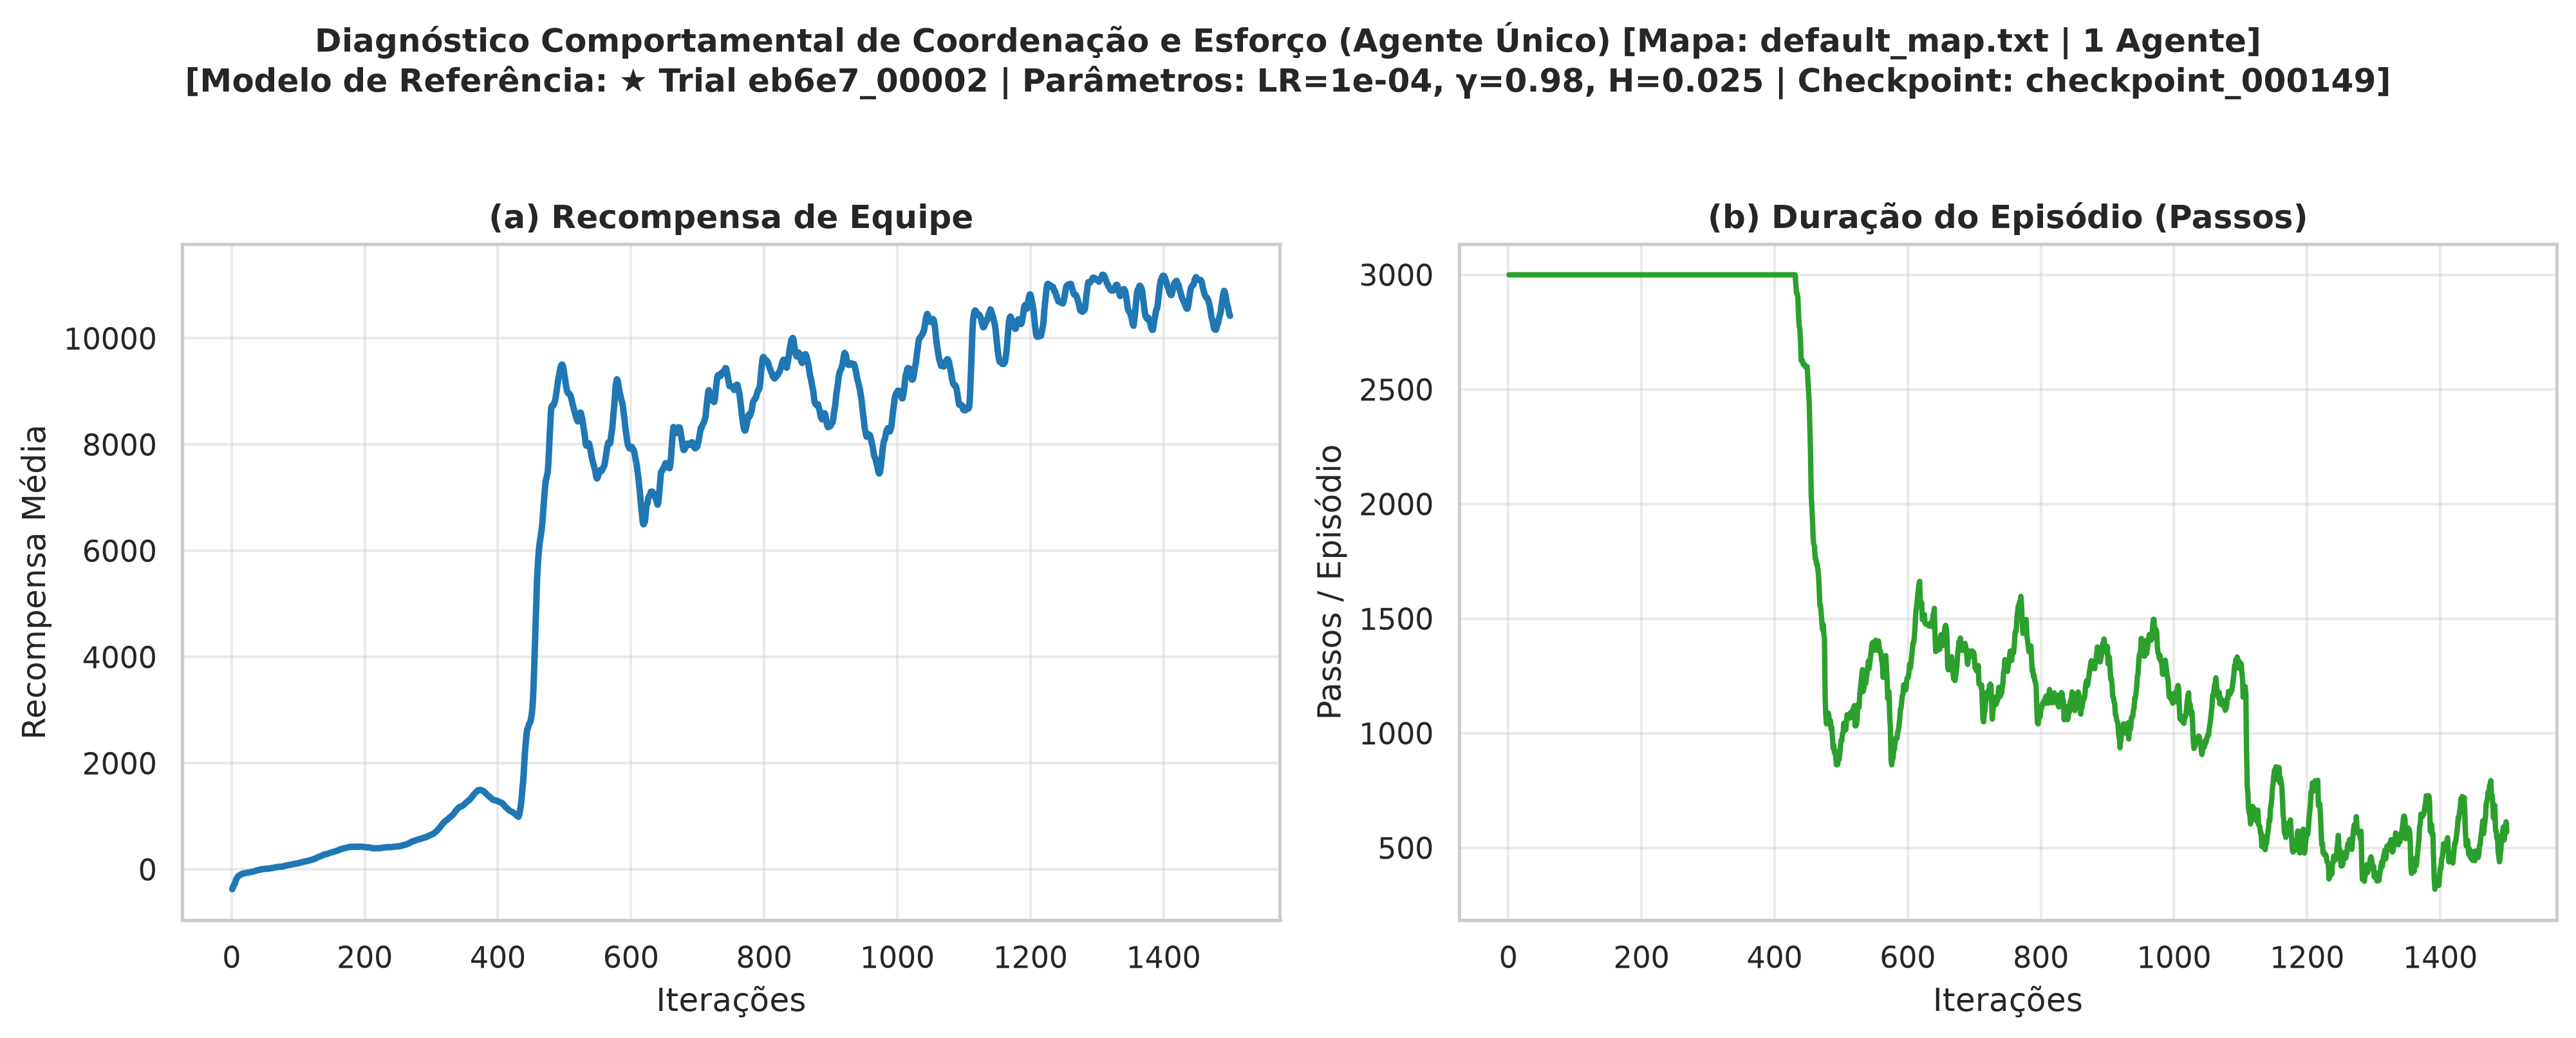 Diagnóstico Comportamental de Coordenação e Esforço (Agente Único) [Mapa: default_map.txt | 1 Agente]
[Modelo de Referência: ★ Trial eb6e7_00002 | Parâmetros: LR=1e-04, γ=0.98, H=0.025 | Checkpoint: checkpoint_000149]
(a) Recompensa de Equipe
Recompensa Média
10000
8000
6000
4000
2000
0
0 200 400 600 800 1000 1200 1400
Iterações
(b) Duração do Episódio (Passos)
Passos / Episódio
3000
2500
2000
1500
1000
500
0 200 400 600 800 1000 1200 1400
Iterações